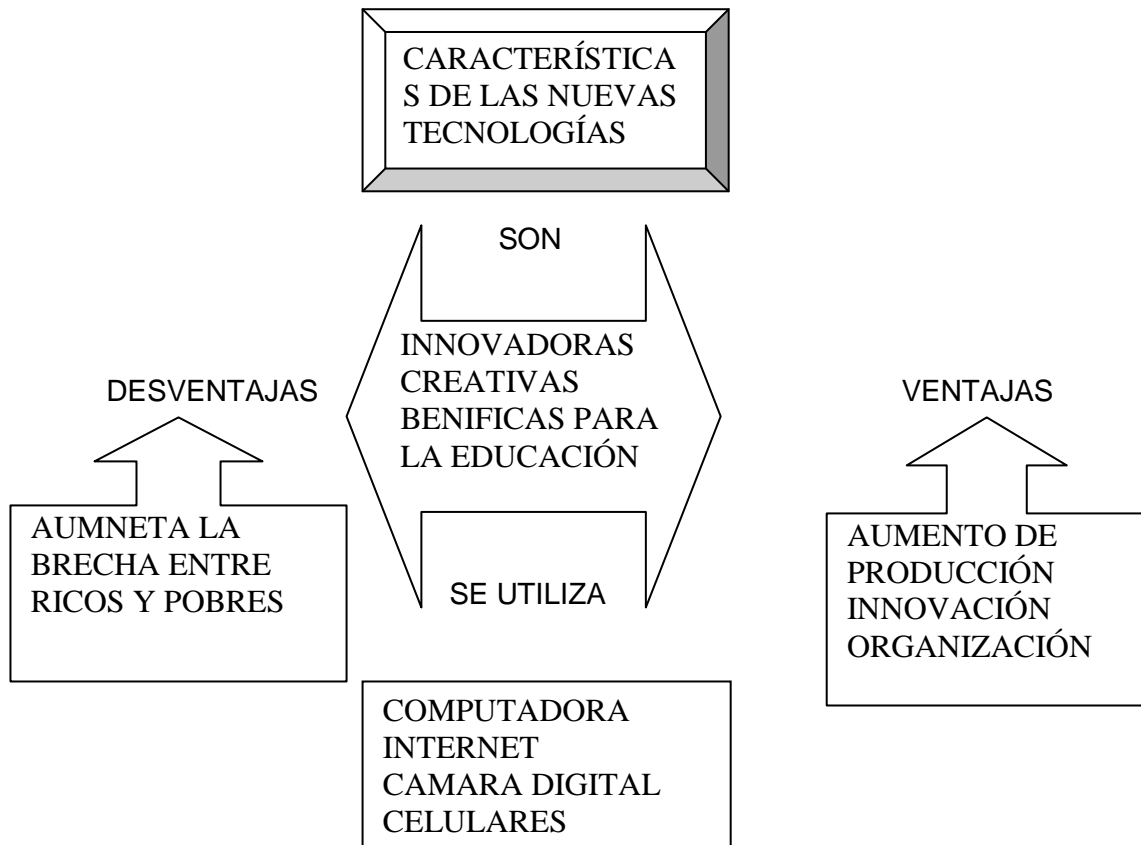 CARACTERÍSTICA
S DE LAS NUEVAS
TECNOLOGÍAS
SON
INNOVADORAS
CREATIVAS
BENIFICAS PARA
LA EDUCACIÓN
DESVENTAJAS
AUMNETA LA
BRECHA ENTRE
RICOS Y POBRES
VENTAJAS
AUMENTO DE
PRODUCCIÓN
INNOVACIÓN
ORGANIZACIÓN
SE UTILIZA
COMPUTADORA
INTERNET
CAMARA DIGITAL
CELULARES